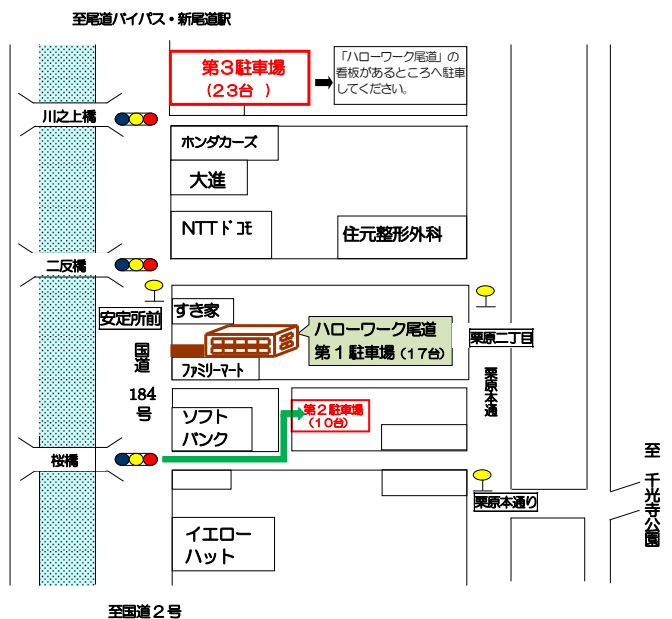 至尾道バイパス・新尾道駅
第３駐車場
（２３台　）
「ハローワーク尾道」の
看板があるところへ駐車
してください。
川之上橋
ホンダカーズ
大進
NTTドコモ
住元整形外科
二反橋
安定所前
すき家
ハローワーク尾道
第１駐車場（１７台）
栗原二丁目
国道
184
号
ファミリーマート
栗原本通
第２駐車場
（１０台）
ソフト
バンク
桜橋
至　千光寺公園
栗原本通り
イエロー
ハット
至国道２号